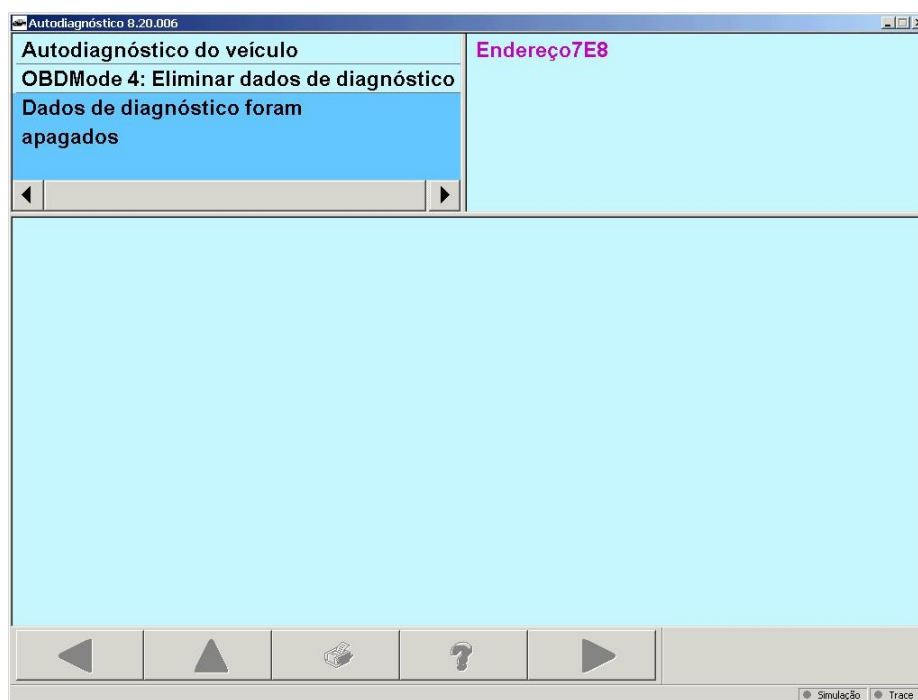 Autodiagnóstico 8.20.006
Autodiagnóstico do veículo
OBDMode 4: Eliminar dados de diagnóstico
Dados de diagnóstico foram
apagados
Endereço7E8
Simulação
Trace